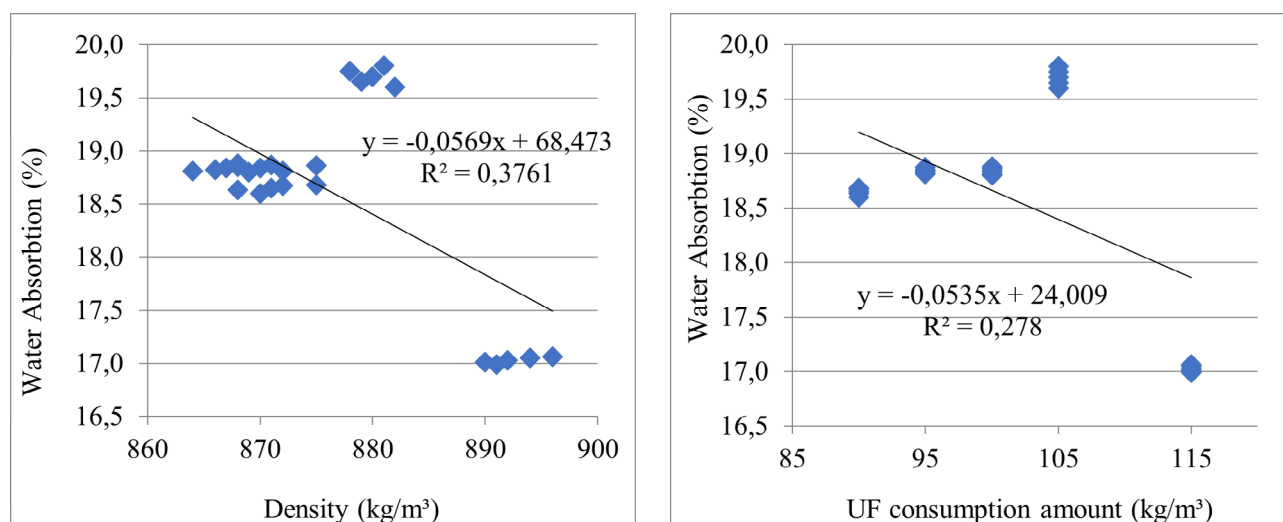 20,0
19,5
19,0
18,5
18,0
17,5
17,0
16,5
860 870 880 890 900
Water Absorbtion (%)
Density (kg/m³)
y = -0,0569x + 68,473
R² = 0,3761
20,0
19,5
19,0
18,5
18,0
17,5
17,0
16,5
85 95 105 115
Water Absorbtion (%)
UF consumption amount (kg/m³)
y = -0,0535x + 24,009
R² = 0,278